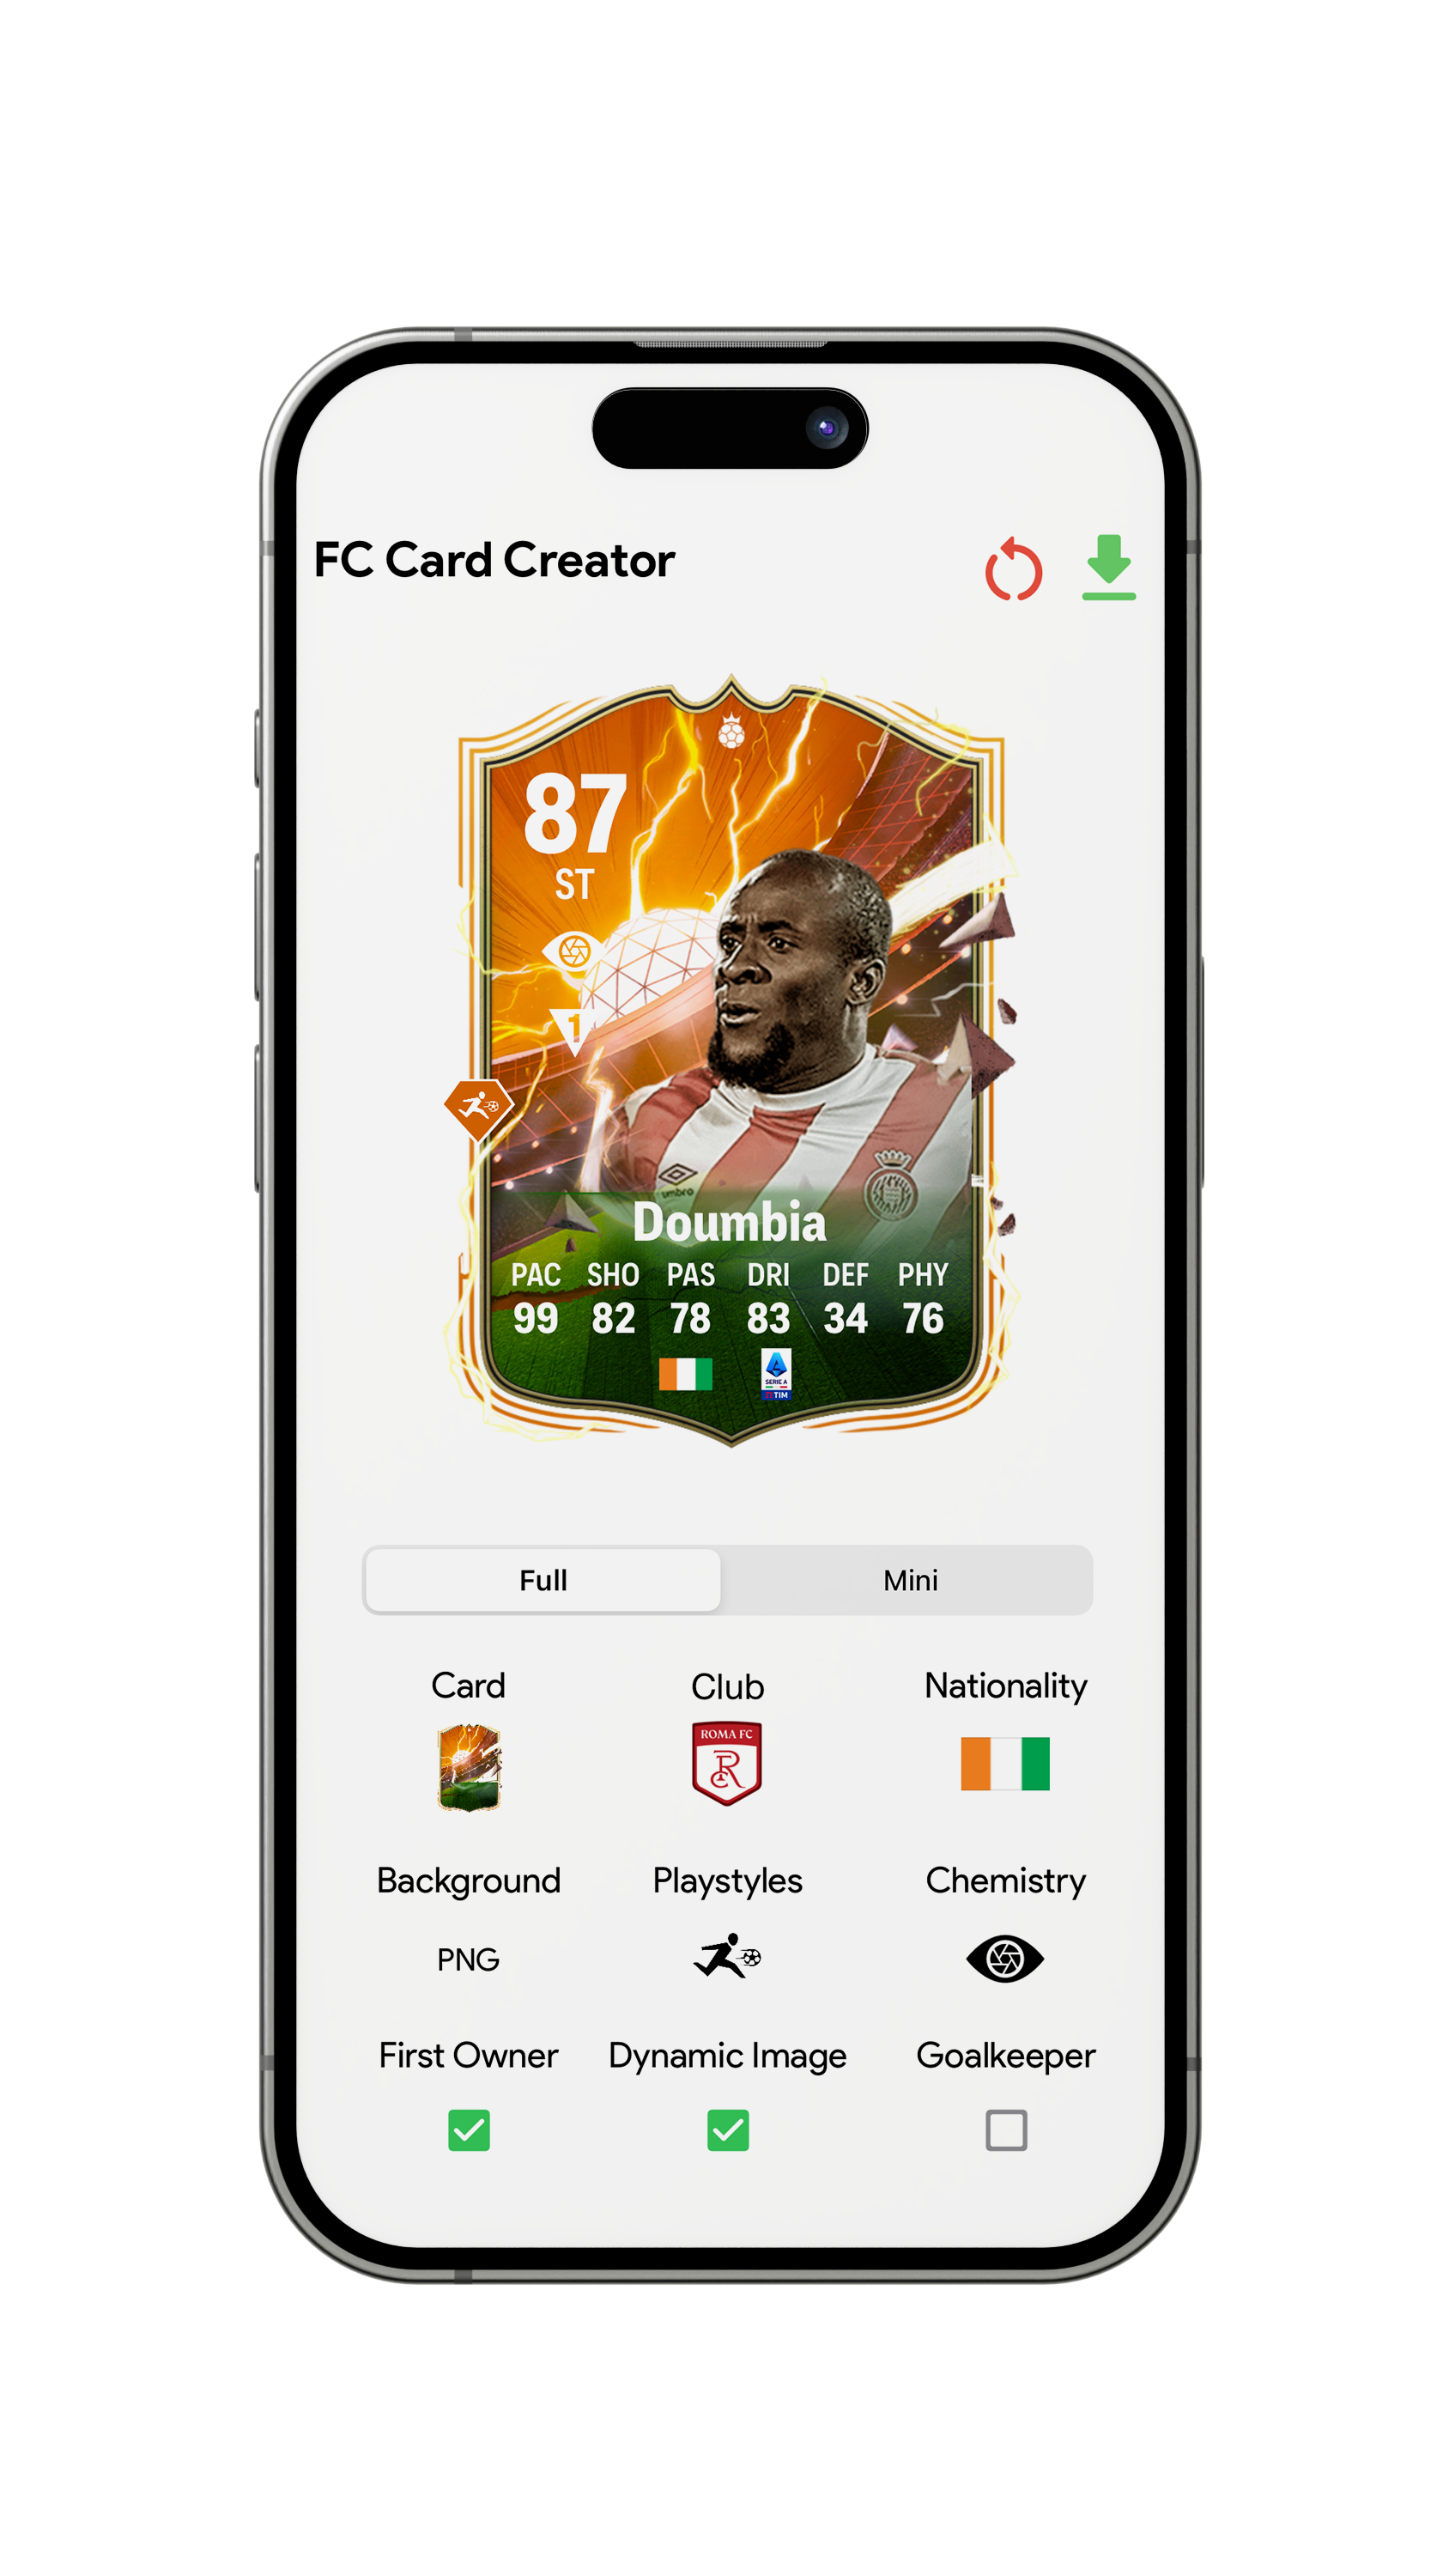 FC Card Creator
87
ST
1
umbro
Doumbia
PAC SHO PAS DRI DEF PHY
99 82 78 83 34 76
SERIE A
TIM
Full Mini
Card Club Nationality
ROMA FC
Background Playstyles Chemistry
PNG
First Owner Dynamic Image Goalkeeper